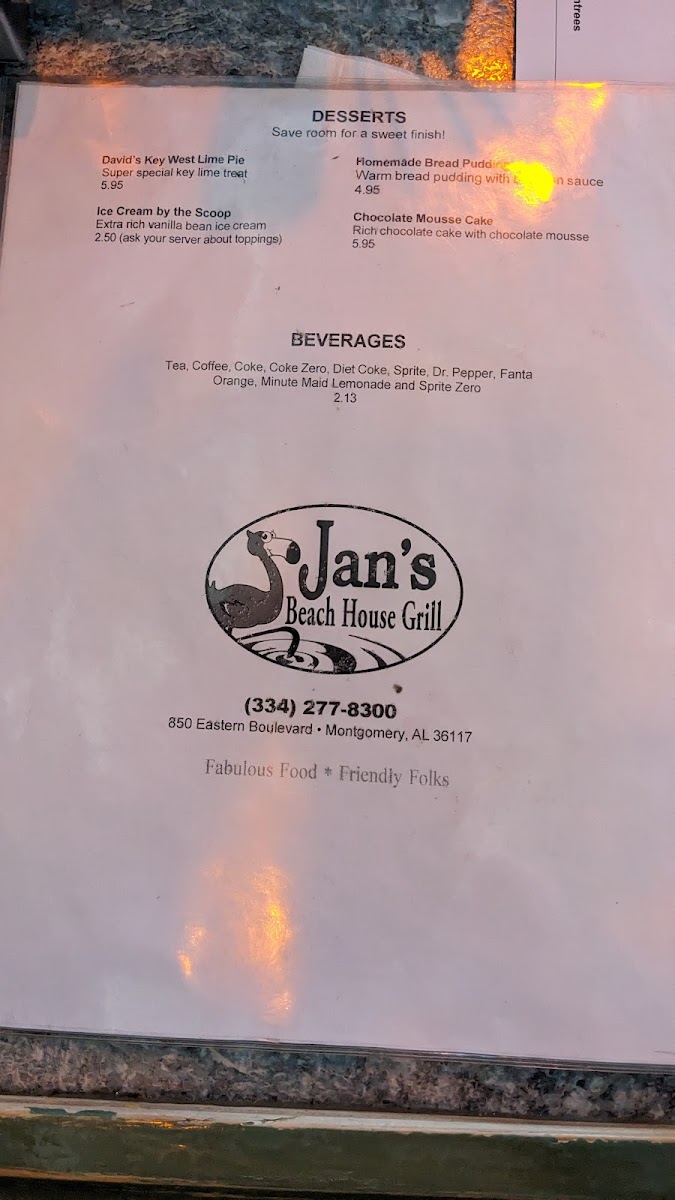 ntrees
DESSERTS
Save room for a sweet finish!
David's Key West Lime Pie
Super special key lime treat
5.95
Homemade Bread Pudding
Warm bread pudding with sauce
4.95
Ice Cream by the Scoop
Extra rich vanilla bean ice cream
2.50 (ask your server about toppings)
Chocolate Mousse Cake
Rich chocolate cake with chocolate mousse
5.95
BEVERAGES
Tea, Coffee, Coke, Coke Zero, Diet Coke, Sprite, Dr. Pepper, Fanta
Orange, Minute Maid Lemonade and Sprite Zero
2.13
Jan's
Beach House Grill
(334) 277-8300
850 Eastern Boulevard • Montgomery, AL 36117
Fabulous Food * Friendly Folks